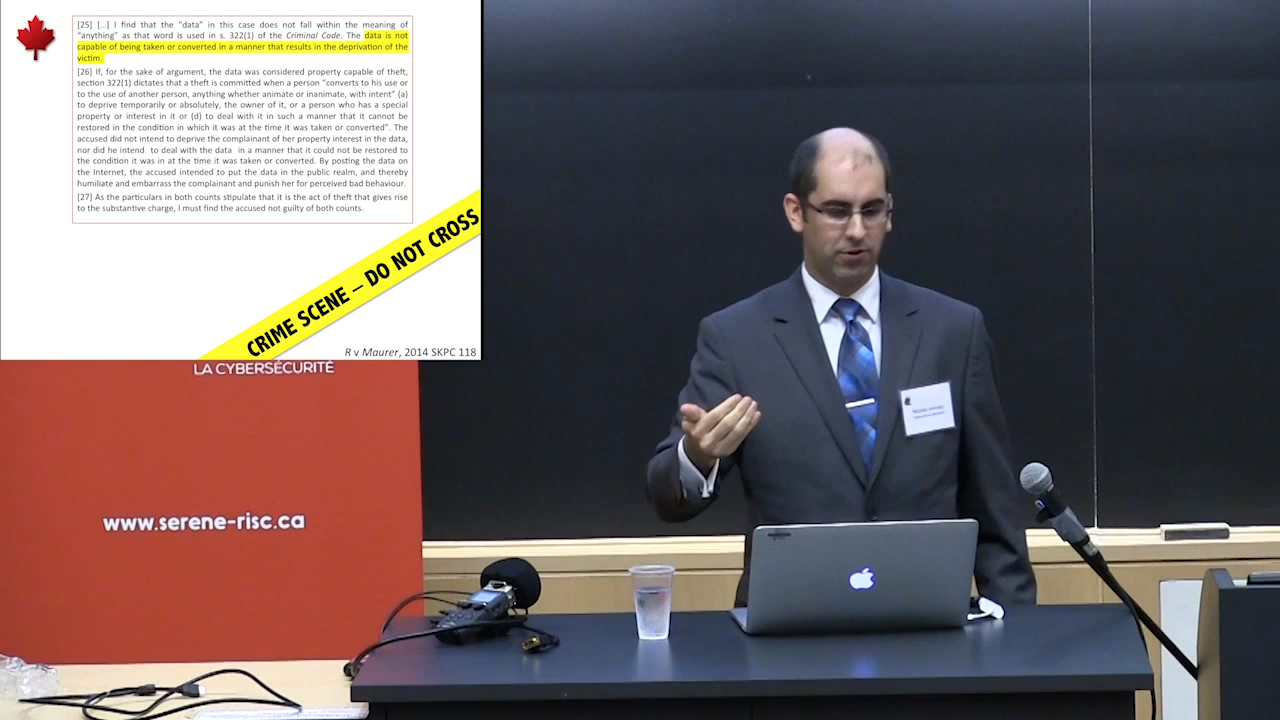 [25] […] I find that the “data” in this case does not fall within the meaning of
“anything” as that word is used in s. 322(1) of the Criminal Code. The data is not
capable of being taken or converted in a manner that results in the deprivation of the
victim.
[26] If, for the sake of argument, the data was considered property capable of theft,
section 322(1) dictates that a theft is committed when a person “converts to his use or
to the use of another person, anything whether animate or inanimate, with intent” (a)
to deprive temporarily or absolutely, the owner of it, or a person who has a special
property or interest in it or (d) to deal with it in such a manner that it cannot be
restored in the condition in which it was at the time it was taken or converted”. The
accused did not intend to deprive the complainant of her property interest in the data,
nor did he intend to deal with the data in a manner that it could not be restored to
the condition it was in at the time it was taken or converted. By posting the data on
the Internet, the accused intended to put the data in the public realm, and thereby
humiliate and embarrass the complainant and punish her for perceived bad behaviour.
[27] As the particulars in both counts stipulate that it is the act of theft that gives rise
to the substantive charge, I must find the accused not guilty of both counts.
CRIME SCENE – DO NOT CROSS
R v Maurer, 2014 SKPC 118
LA CYBERSÉCURITÉ
www.serene-risc.ca